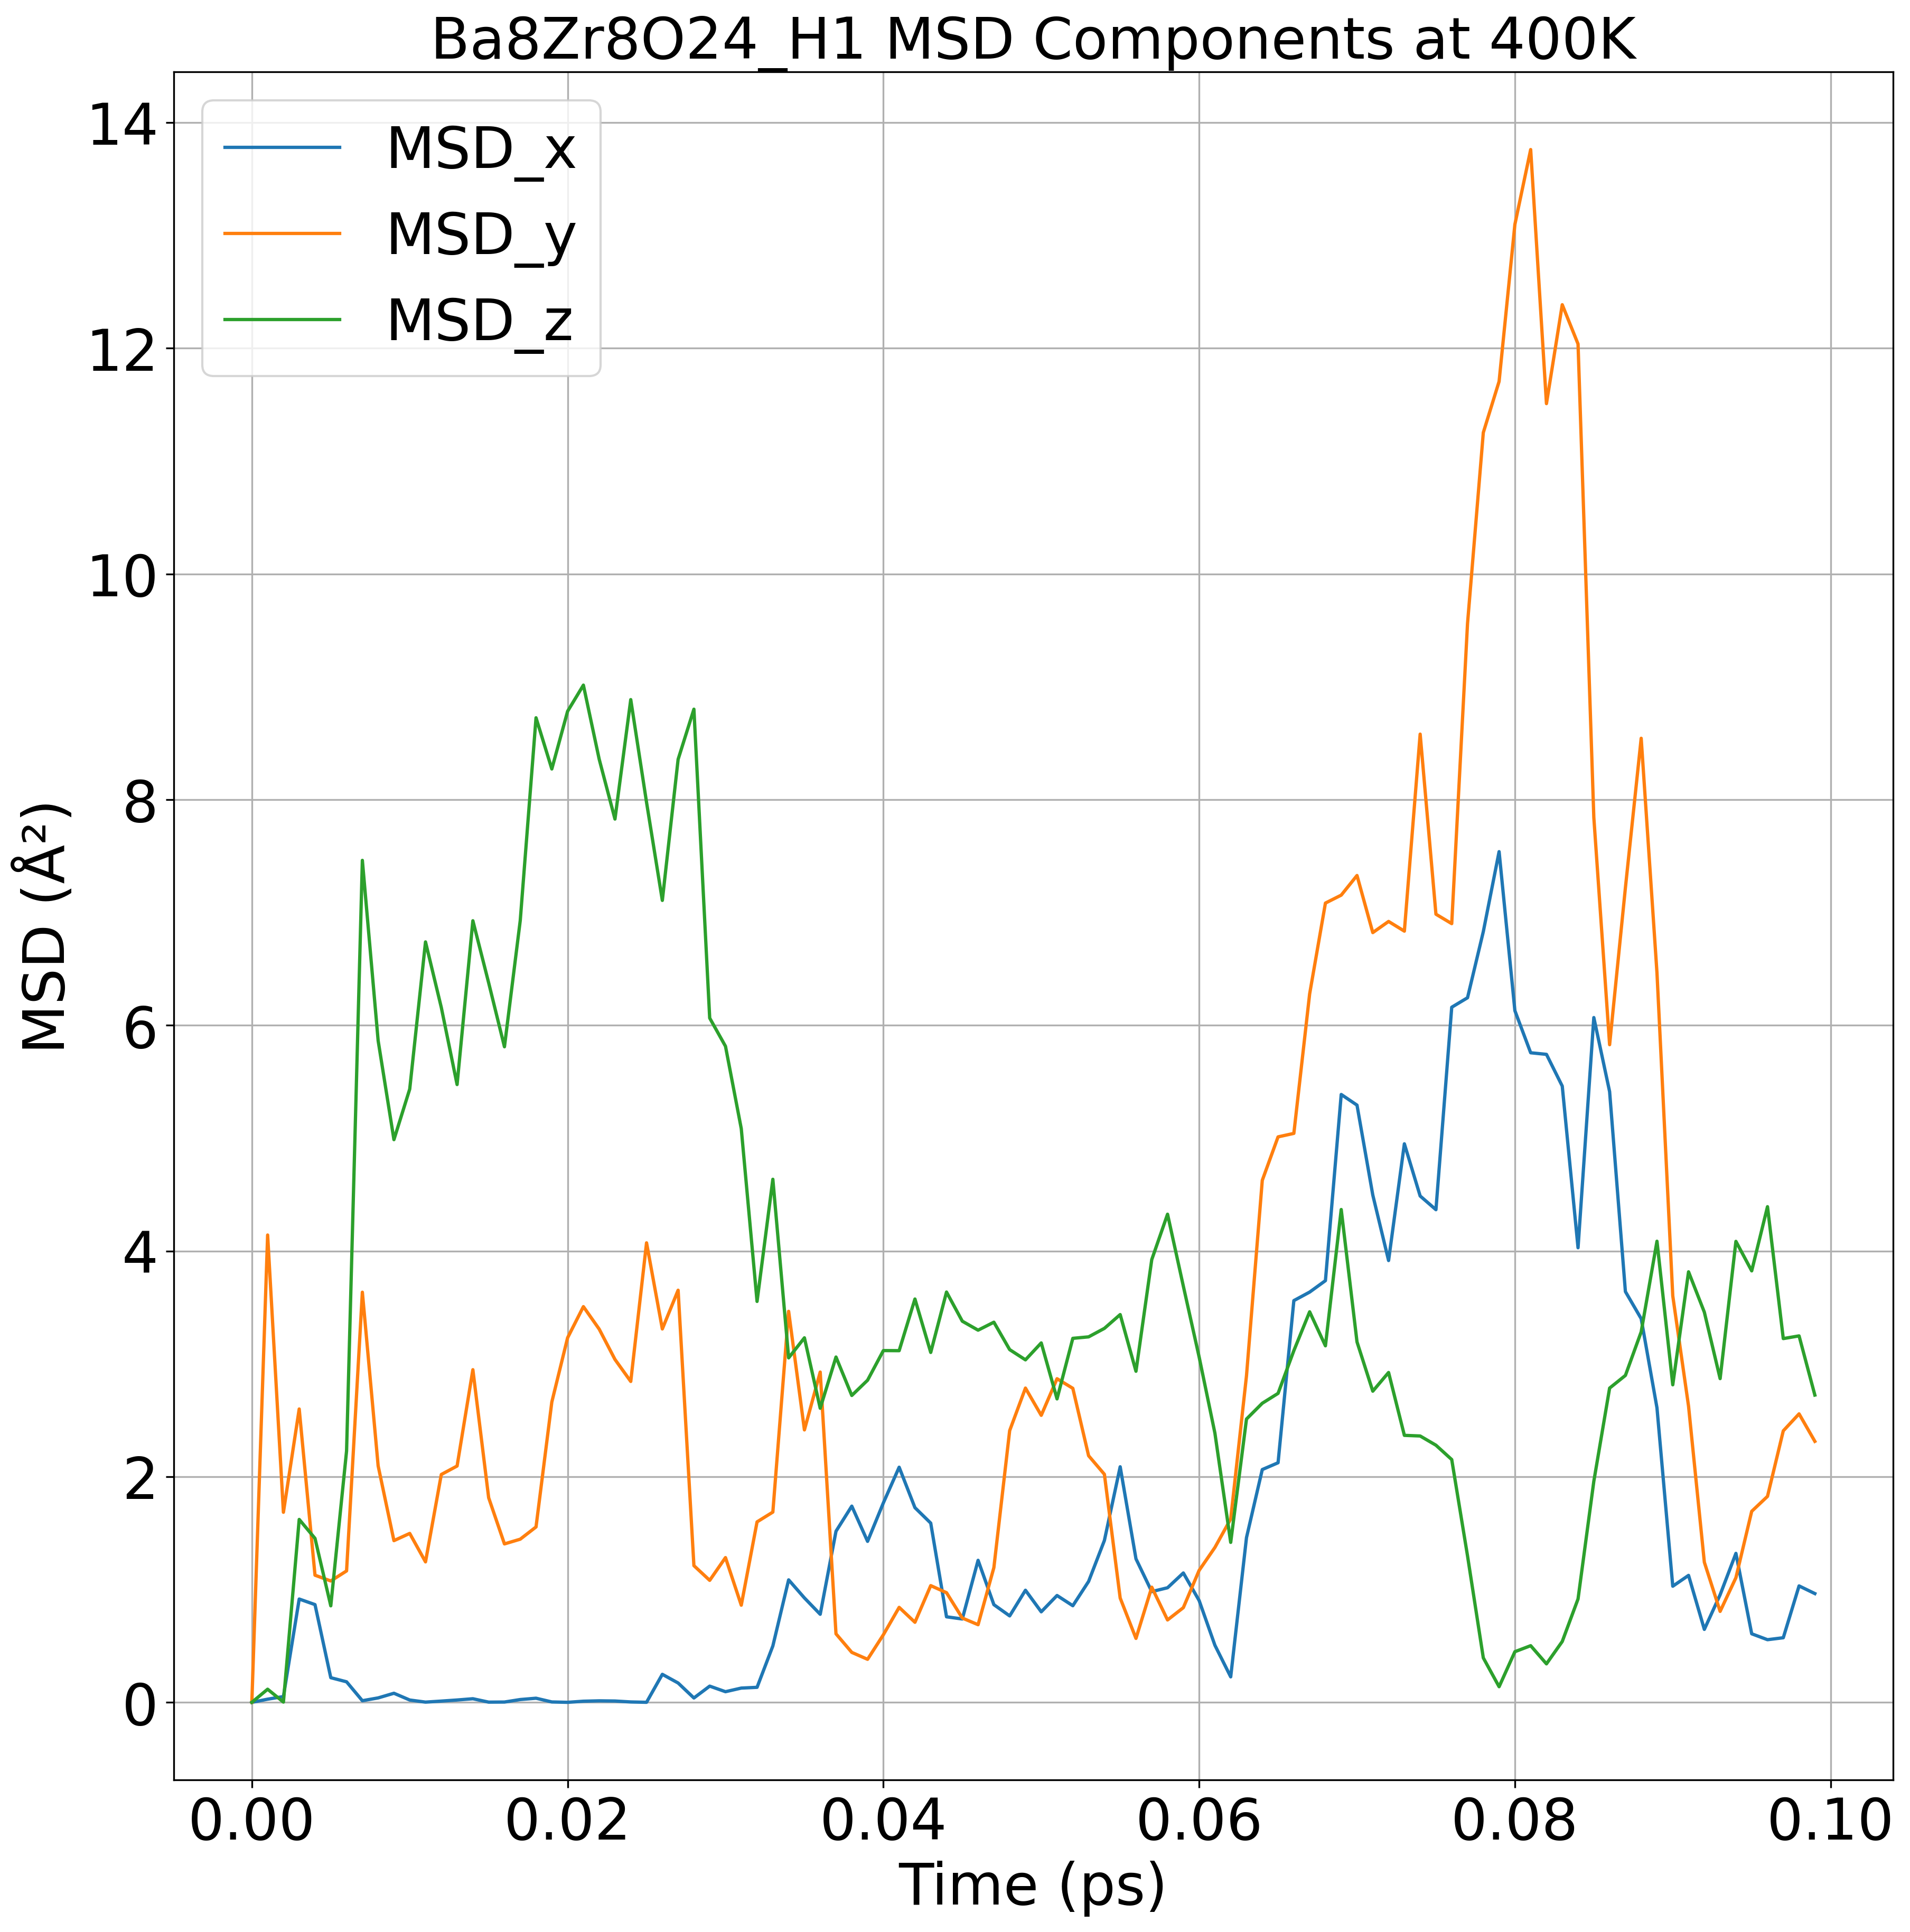 Ba8Zr8O24_H1 MSD Components at 400K
MSD_x
MSD_y
MSD_z
14
12
10
8
6
4
2
0
MSD (Å²)
0.00 0.02 0.04 0.06 0.08 0.10
Time (ps)